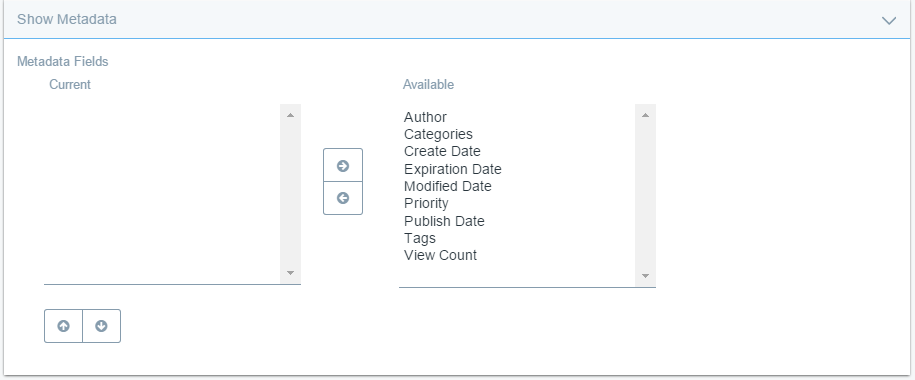 Show Metadata
Metadata Fields
Current
Available
Author
Categories
Create Date
Expiration Date
Modified Date
Priority
Publish Date
Tags
View Count